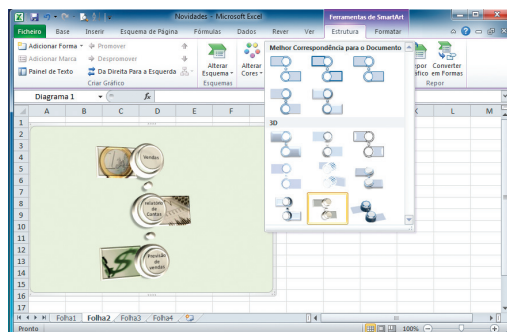 Novidades - Microsoft Excel
Ferramentas de SmartArt
Ficheiro Base Inserir Esquema de Página Fórmulas Dados Rever Ver Estrutura Formatar
Adicionar Forma Promover
Adicionar Marca Despromover
Painel de Texto Da Direita Para a Esquerda
Criar Gráfico
Alterar Esquema
Esquemas
Alterar Cores
Melhor Correspondência para o Documento
3D
Converter em Formas
Repor
Diagrama 1 fx
A B C D E F L M
1
2
3
4
5
6
7
8
9
10
11
12
13
14
15
16
17
Vendas
Relatório de Contas
Previsão de vendas
Folha1 Folha2 Folha3 Folha4
Pronto 100%